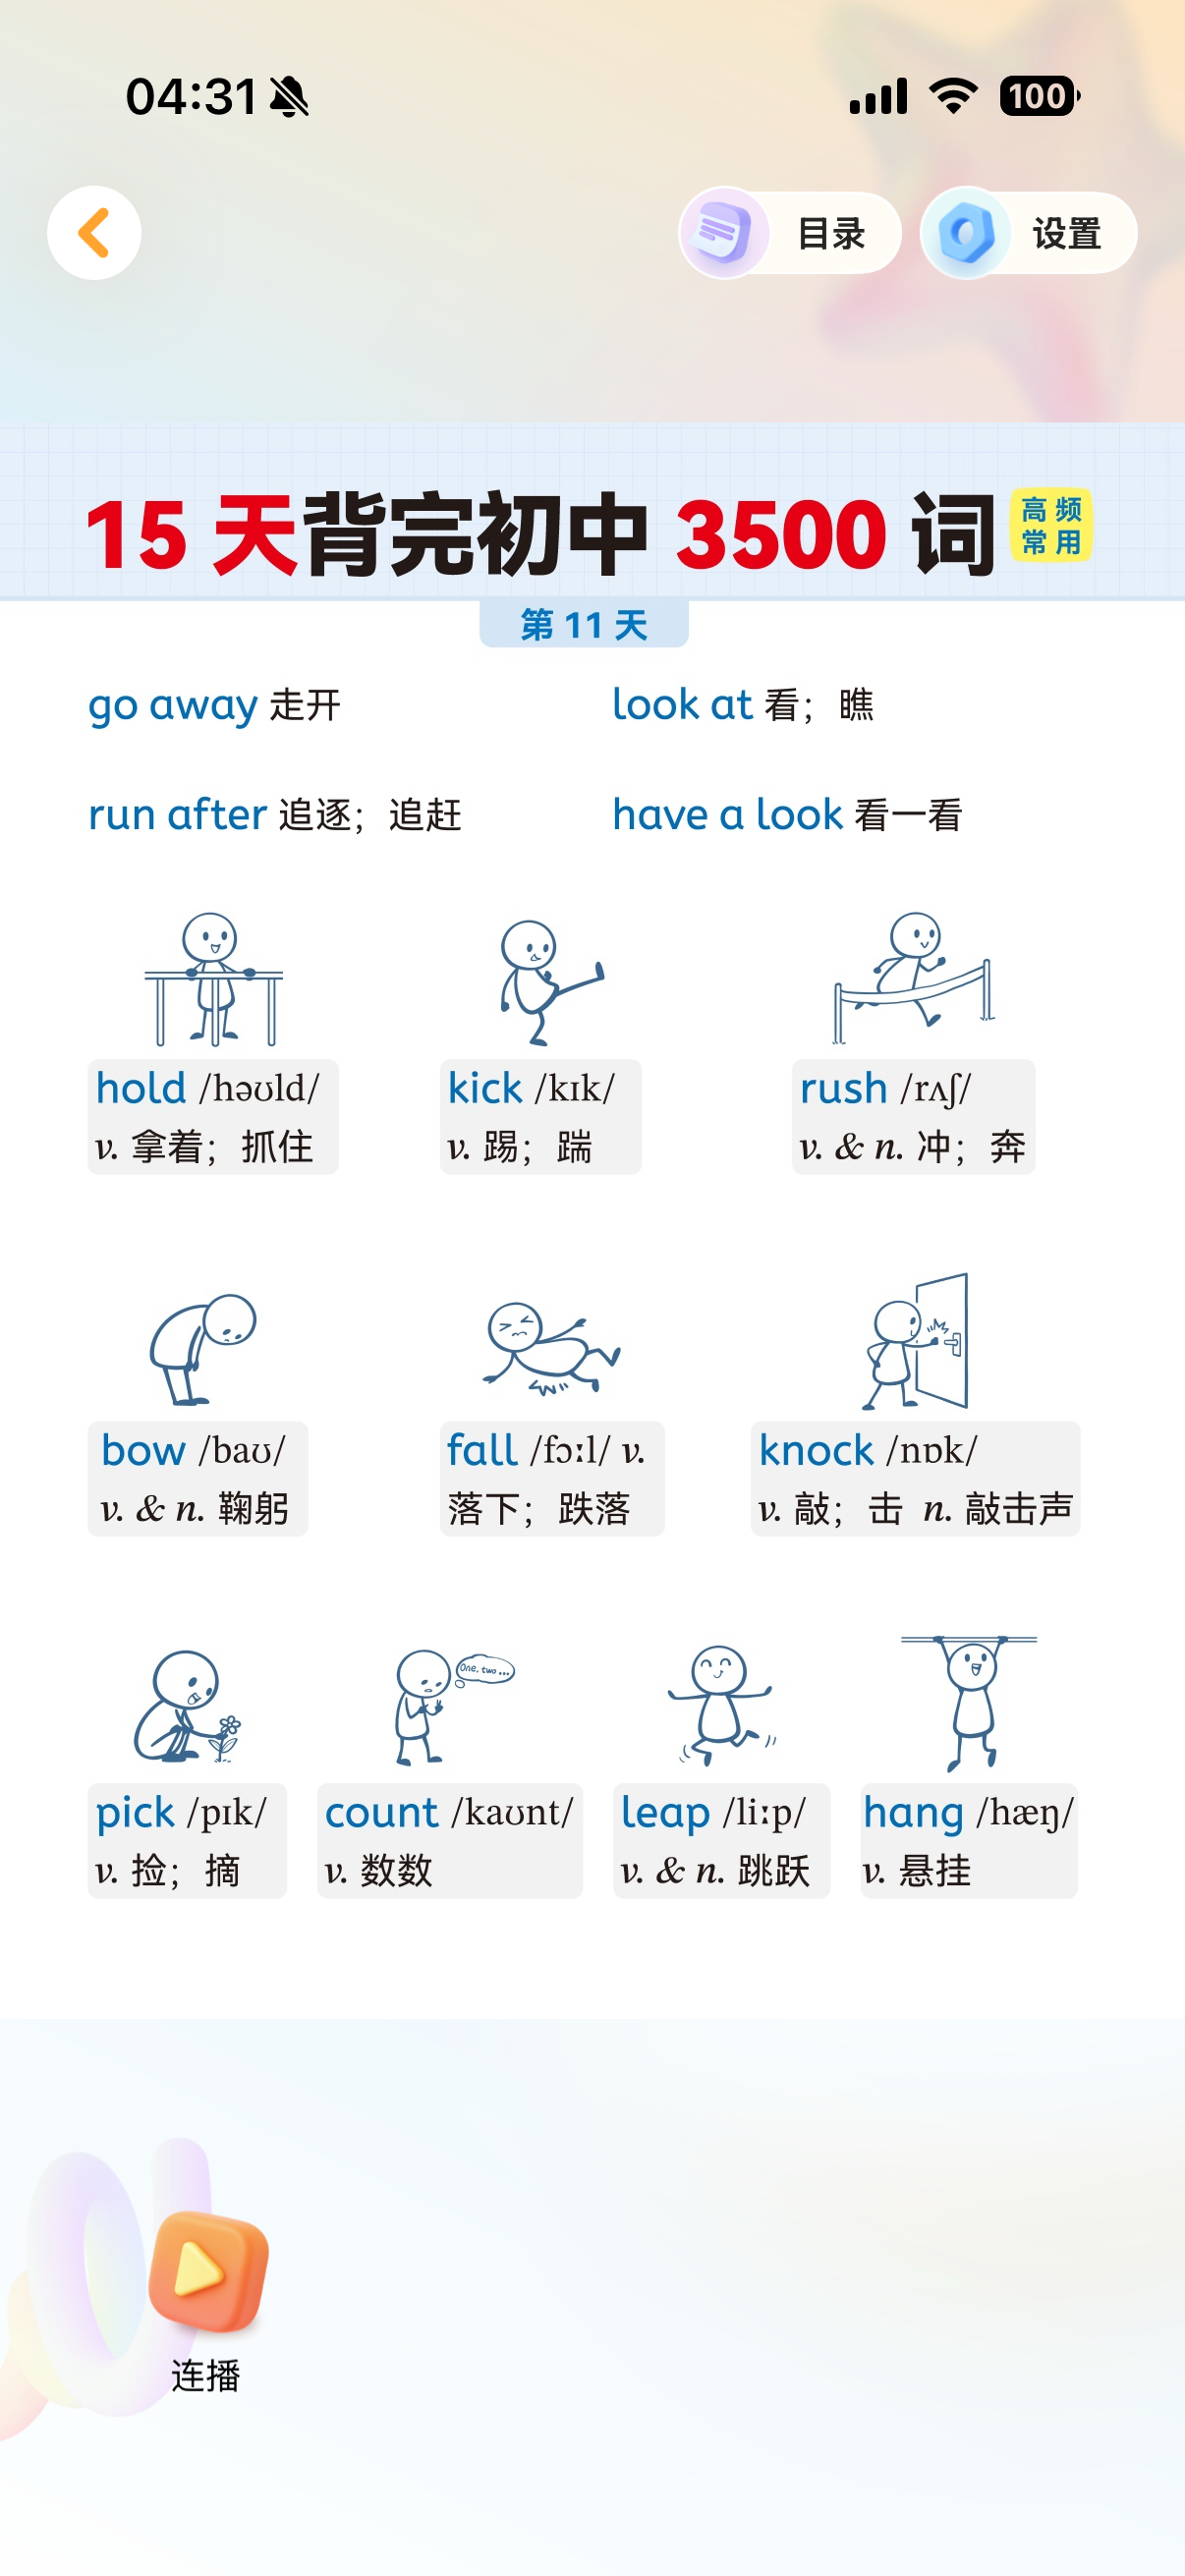 04:31
100
目录 设置
15 天背完初中 3500 词 高频常用
第 11 天
go away 走开 look at 看；瞧
run after 追逐；追赶 have a look 看一看
hold /həʊld/ kick /kɪk/ rush /rʌʃ/
v. 拿着；抓住 v. 踢；踹 v. & n. 冲；奔
bow /baʊ/ fall /fɔːl/ v. knock /nɒk/
v. & n. 鞠躬 落下；跌落 v. 敲；击 n. 敲击声
One, two ...
pick /pɪk/ count /kaʊnt/ leap /liːp/ hang /hæŋ/
v. 捡；摘 v. 数数 v. & n. 跳跃 v. 悬挂
连播